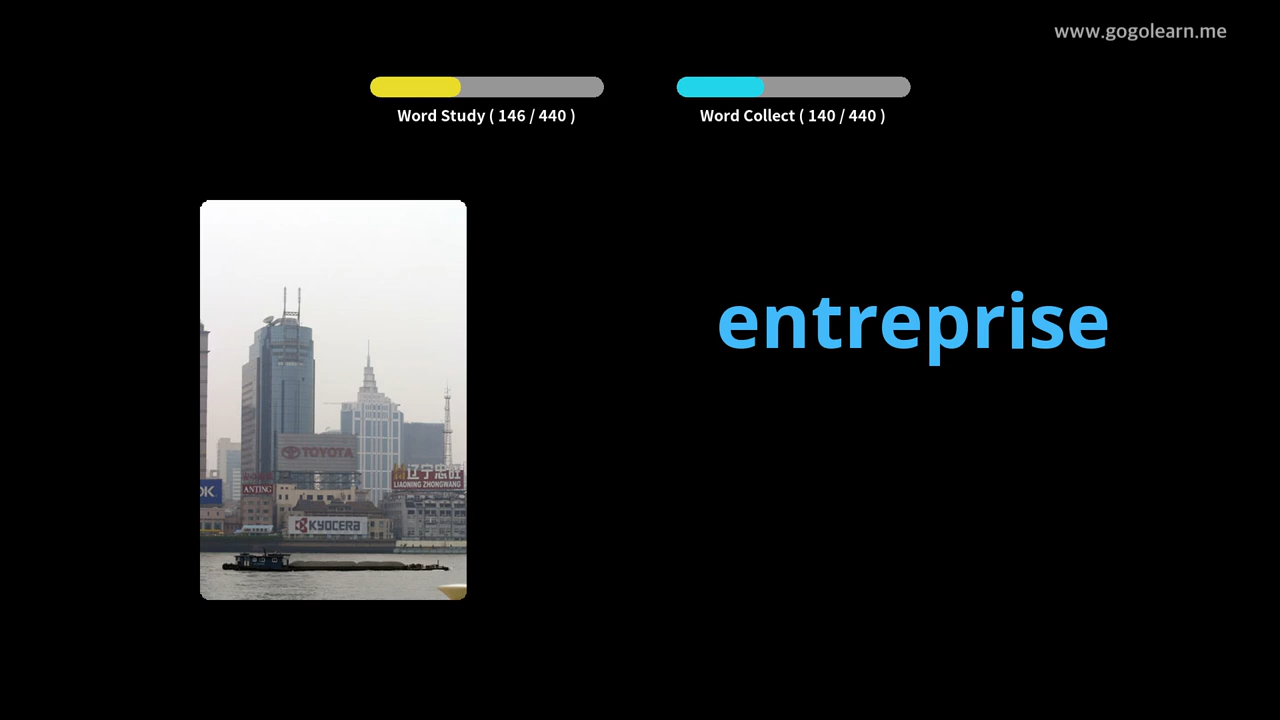 www.gogolearn.me
Word Study ( 146 / 440 )
Word Collect ( 140 / 440 )
entreprise
TOYOTA
辽宁忠旺
LIAONING ZHONGWANG
ANTING
OK
KYOCERA